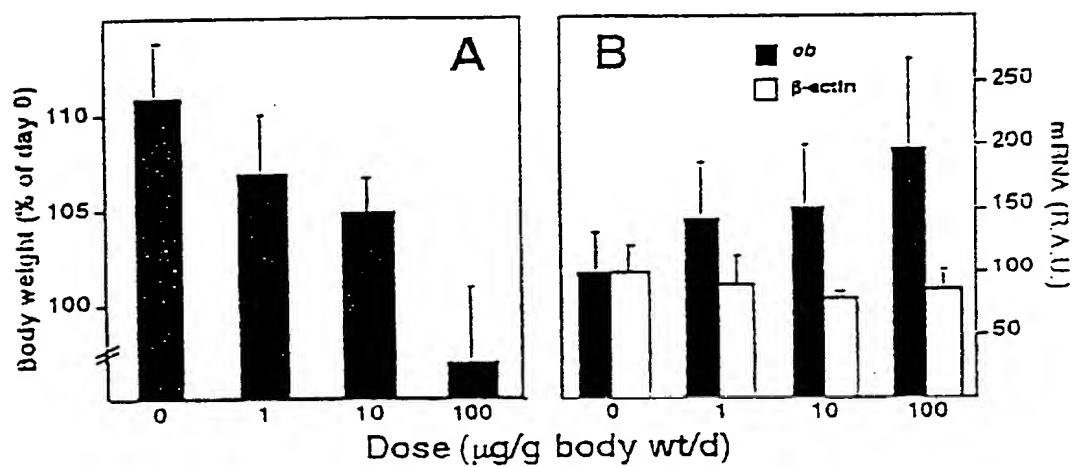 A
Body weight (% of day 0)
110
105
100
0 1 10 100
B
ob
β-actin
250
200
150
100
50
mRNA (R.A.U.)
0 1 10 100
Dose (μg/g body wt/d)